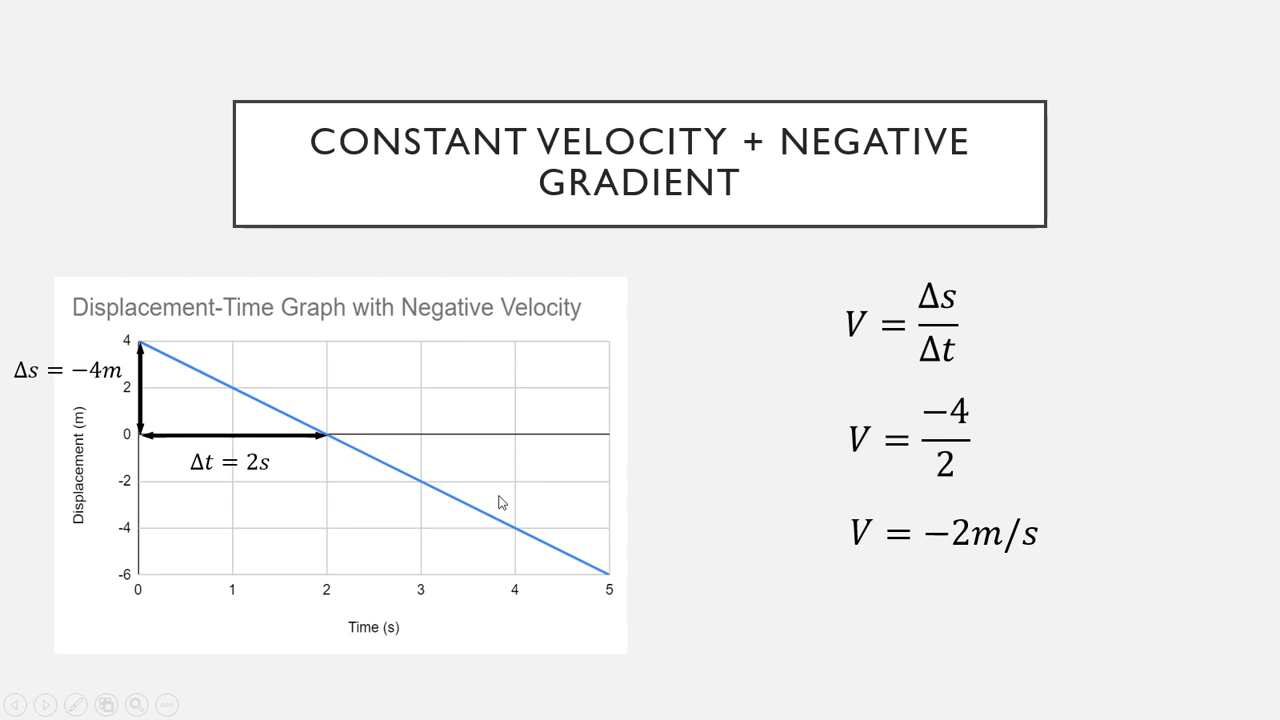 CONSTANT VELOCITY + NEGATIVE
GRADIENT
Displacement-Time Graph with Negative Velocity
4
Δs = −4m
2
0
-2
-4
-6
Displacement (m)
Δt = 2s
0 1 2 3 4 5
Time (s)
V = Δs/Δt
V = −4/2
V = −2m/s